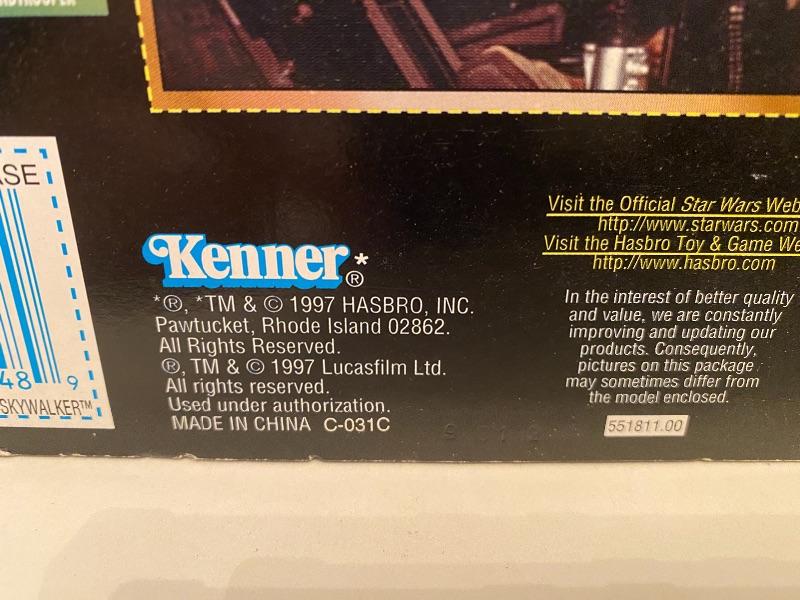 ASE
48 9
SKYWALKER™
Kenner*®
*®, *TM & © 1997 HASBRO, INC.
Pawtucket, Rhode Island 02862.
All Rights Reserved.
®, TM & © 1997 Lucasfilm Ltd.
All rights reserved.
Used under authorization.
MADE IN CHINA C-031C
Visit the Official Star Wars Web
http://www.starwars.com
Visit the Hasbro Toy & Game We
http://www.hasbro.com
In the interest of better quality
and value, we are constantly
improving and updating our
products. Consequently,
pictures on this package
may sometimes differ from
the model enclosed.
551811.00